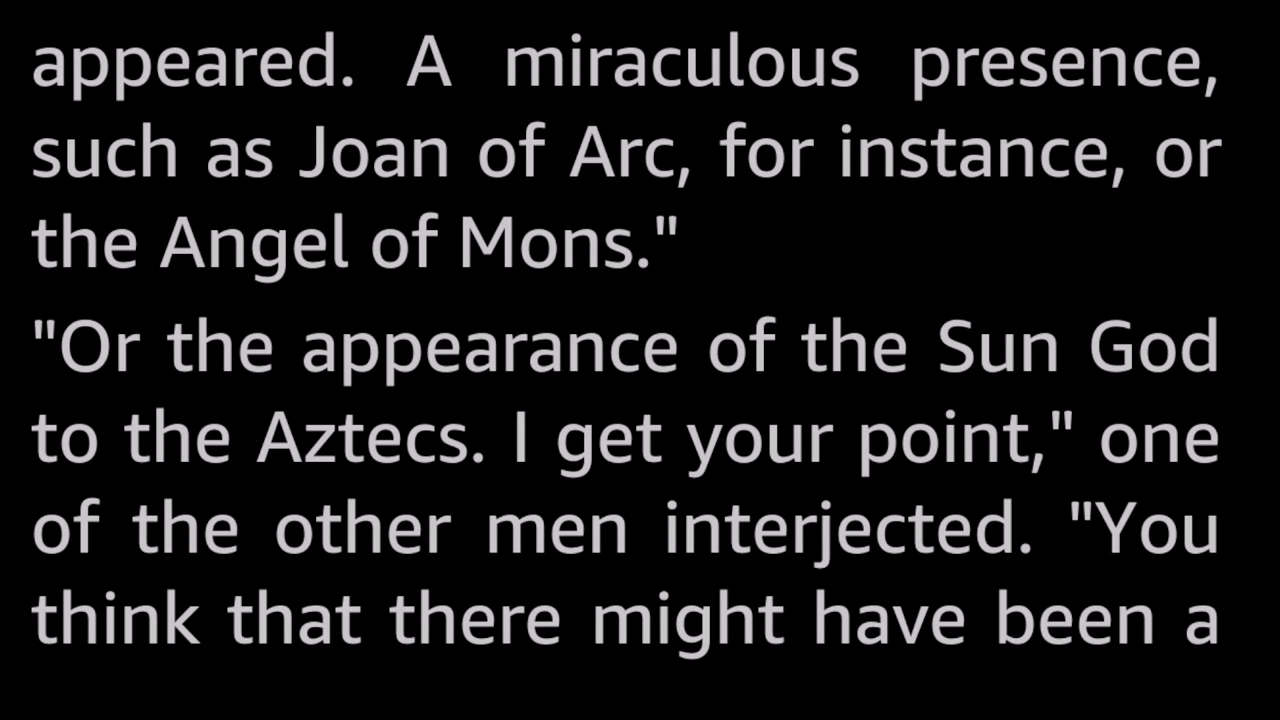 appeared. A miraculous presence,
such as Joan of Arc, for instance, or
the Angel of Mons."
"Or the appearance of the Sun God
to the Aztecs. I get your point," one
of the other men interjected. "You
think that there might have been a